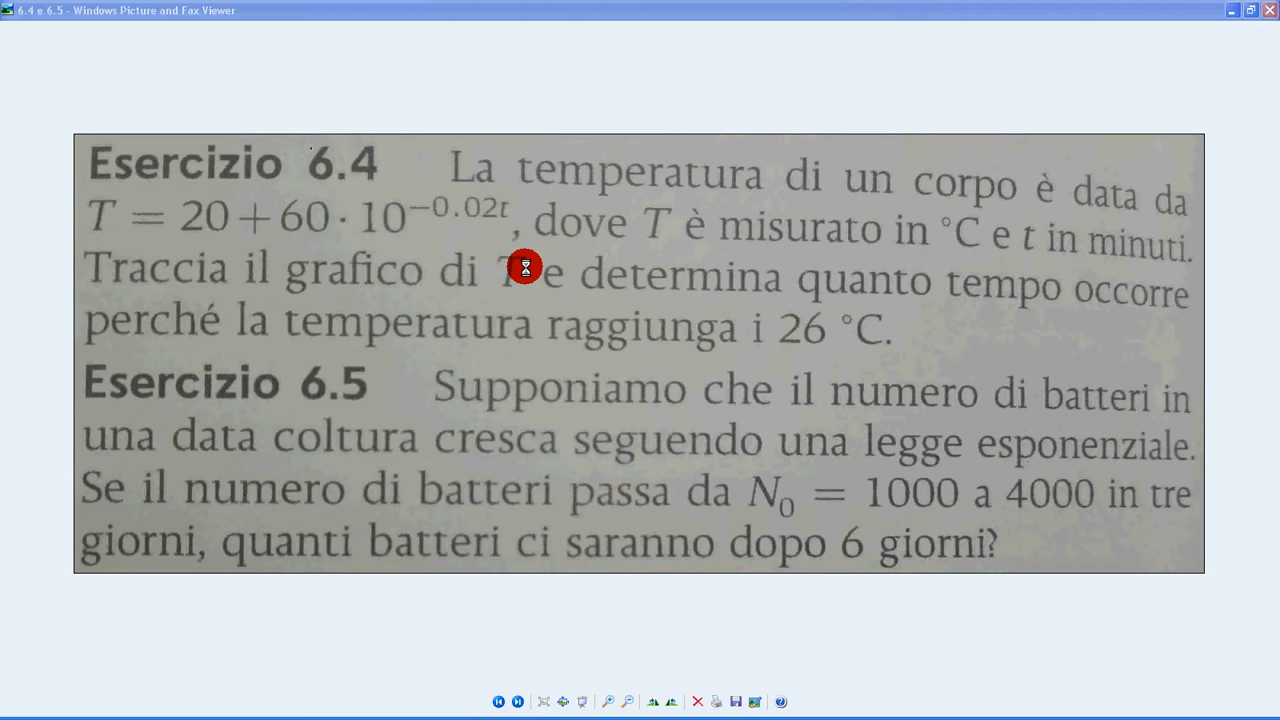 6.4 e 6.5 - Windows Picture and Fax Viewer
Esercizio 6.4 La temperatura di un corpo è data da
T = 20 + 60 · 10^{-0.02t}, dove T è misurato in °C e t in minuti.
Traccia il grafico di T e determina quanto tempo occorre
perché la temperatura raggiunga i 26 °C.
Esercizio 6.5 Supponiamo che il numero di batteri in
una data coltura cresca seguendo una legge esponenziale.
Se il numero di batteri passa da N₀ = 1000 a 4000 in tre
giorni, quanti batteri ci saranno dopo 6 giorni?